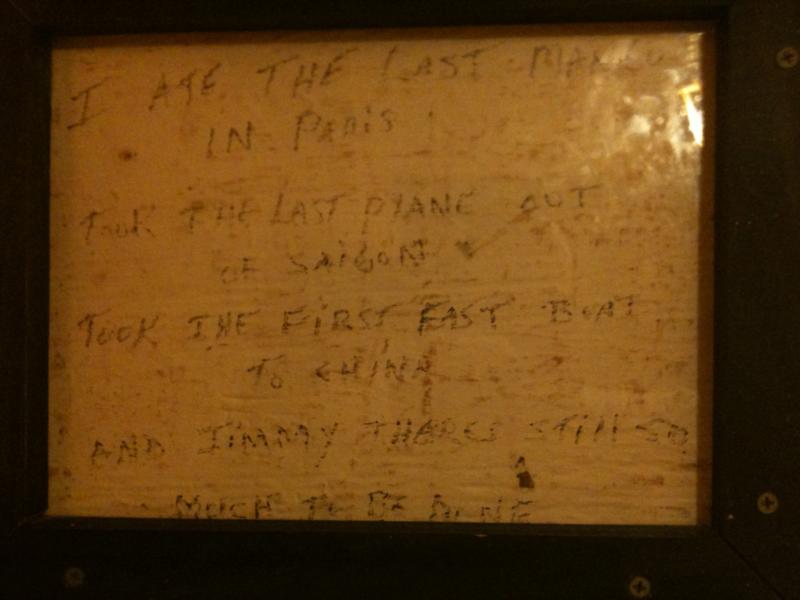 I ATE THE LAST MANGO
IN PARIS
TOOK THE LAST PLANE OUT
OF SAIGON
TOOK THE FIRST FAST BOAT
TO CHINA
AND JIMMY THERES STILL SO
MUCH TO BE DONE